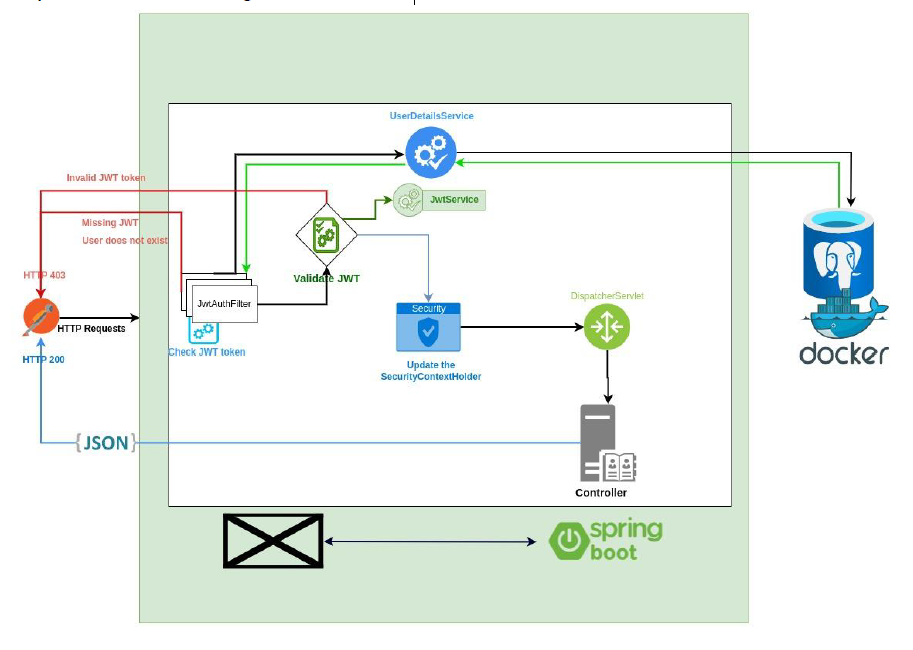 UserDetailsService
Invalid JWT token
JwtService
Missing JWT
User does not exist
HTTP 403
Validate JWT
JwtAuthFilter
DispatcherServlet
Security
HTTP Requests
Check JWT token
HTTP 200
Update the
SecurityContextHolder
docker
{JSON}
Controller
spring
boot